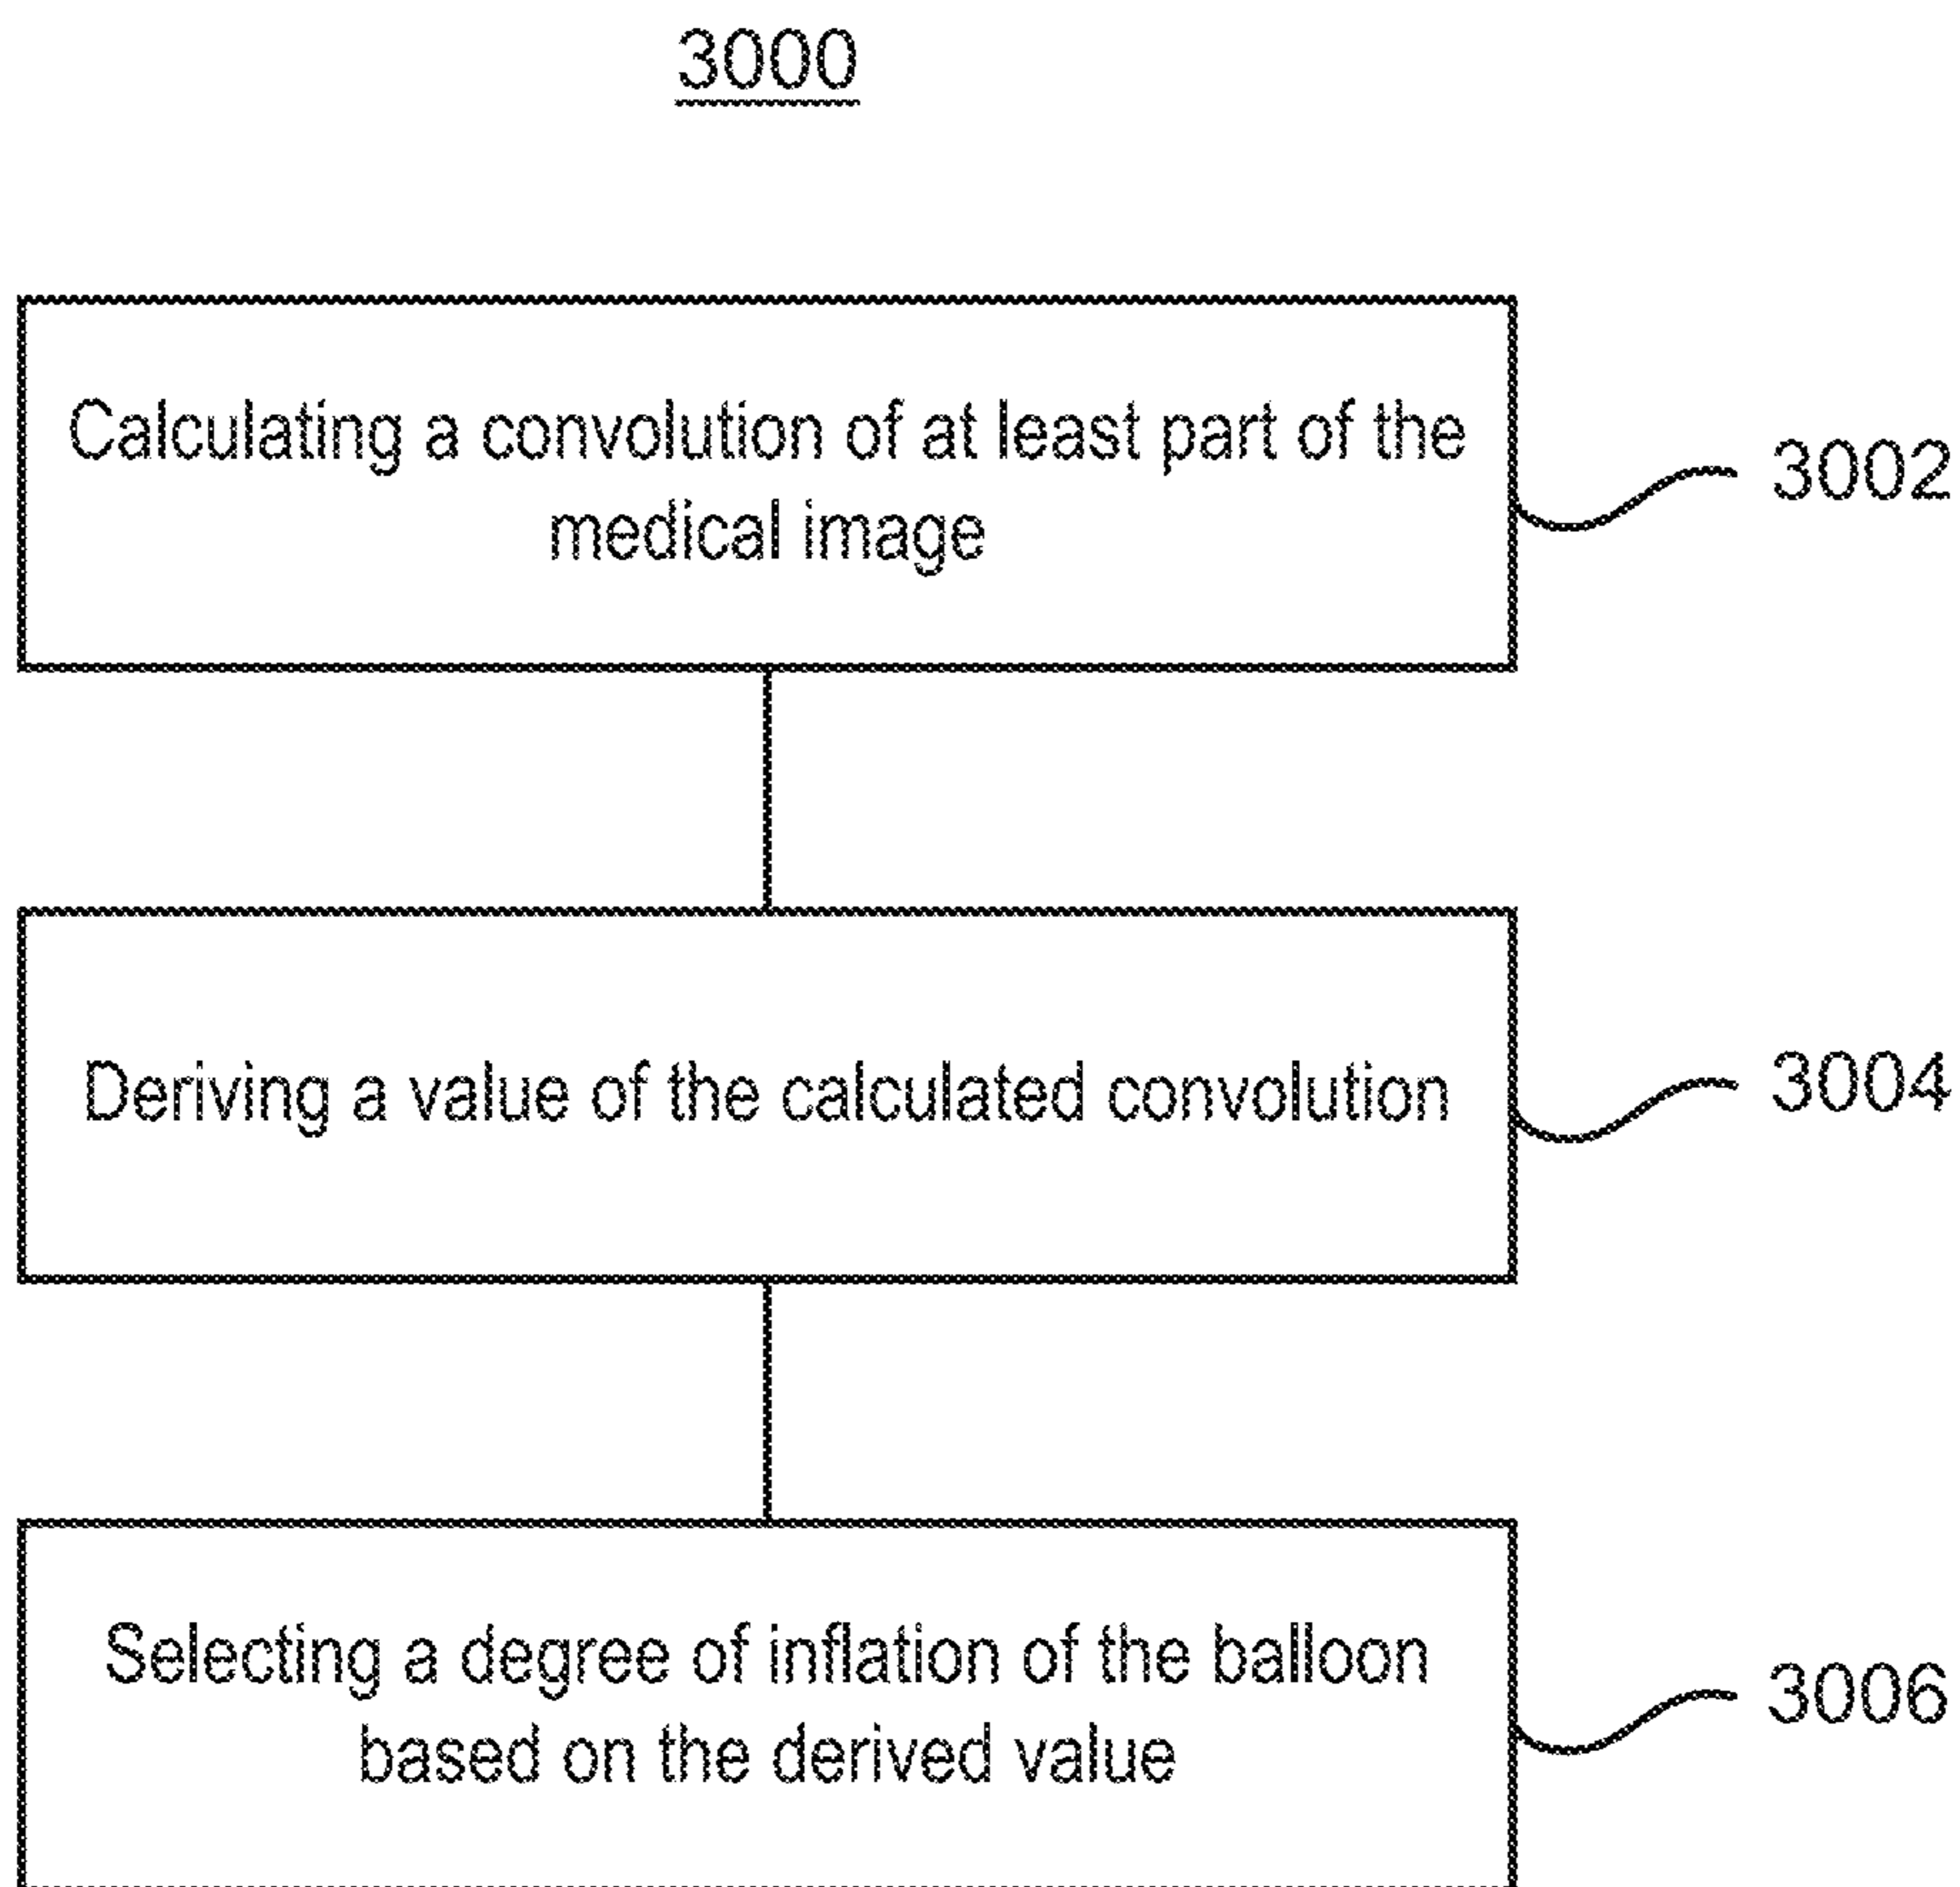 3000
Calculating a convolution of at least part of the
medical image
3002
Deriving a value of the calculated convolution
3004
Selecting a degree of inflation of the balloon
based on the derived value
3006